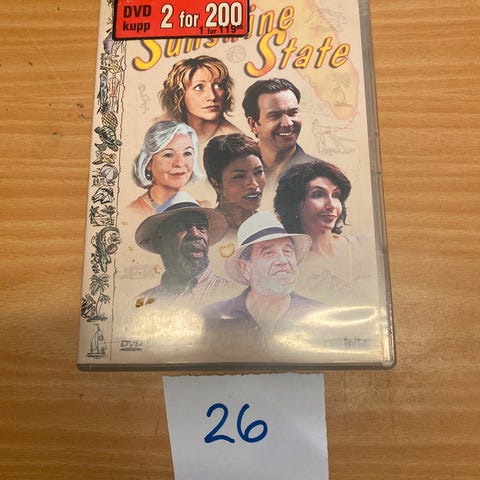 DVD
kupp
2 for 200
1 for 119
Sunshine
State
DVD
26